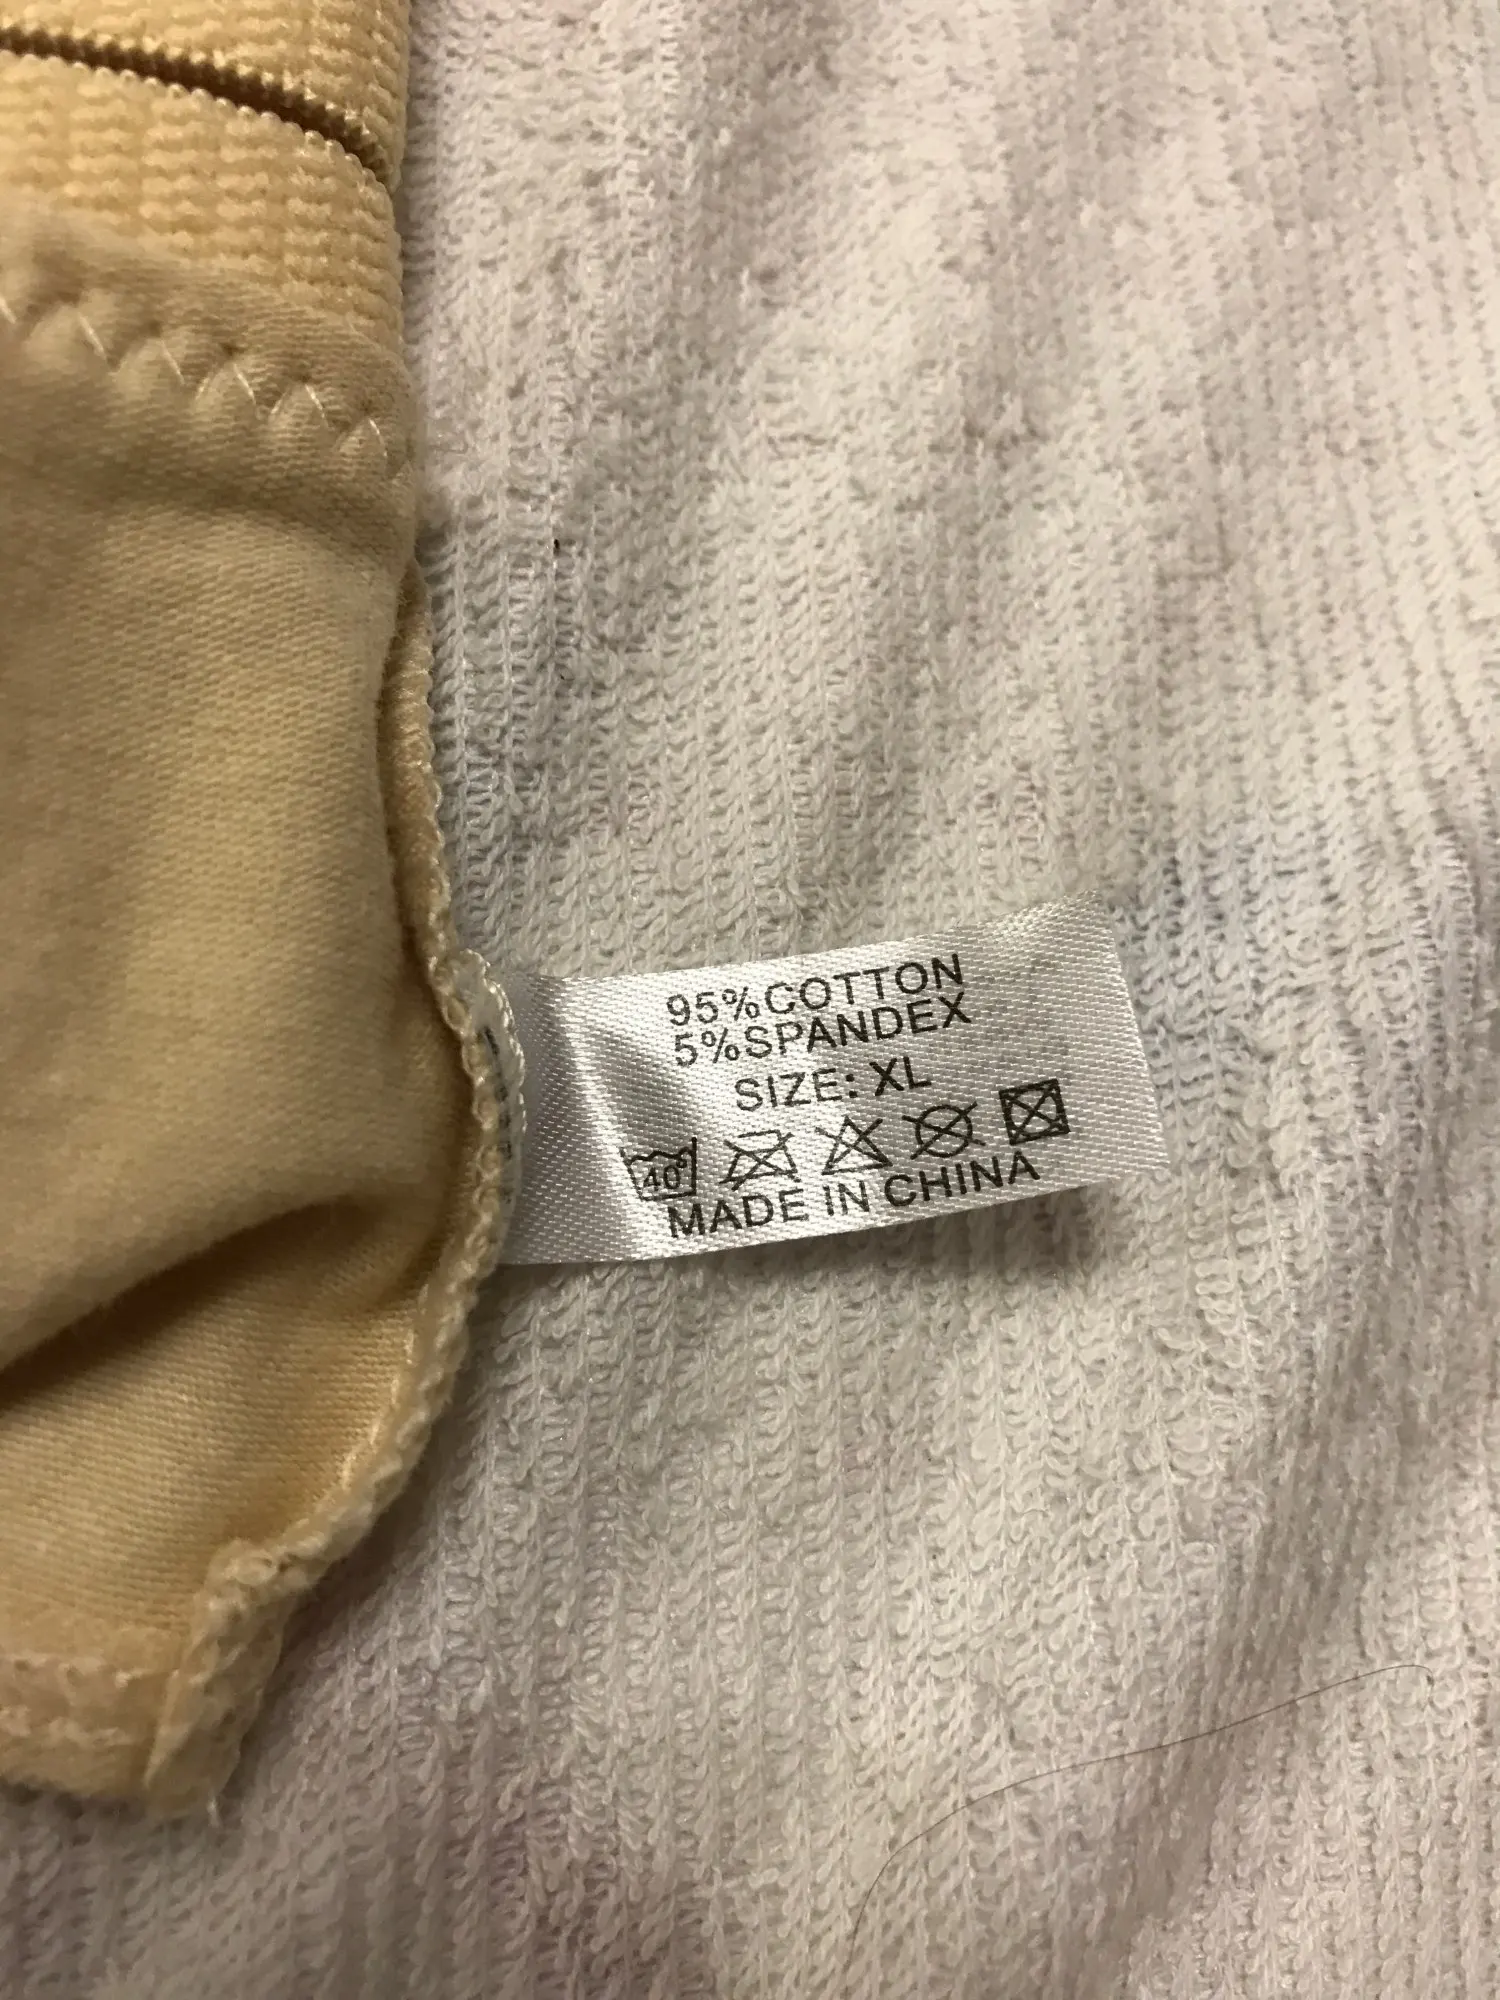 95%COTTON
5%SPANDEX
SIZE: XL
40°
MADE IN CHINA